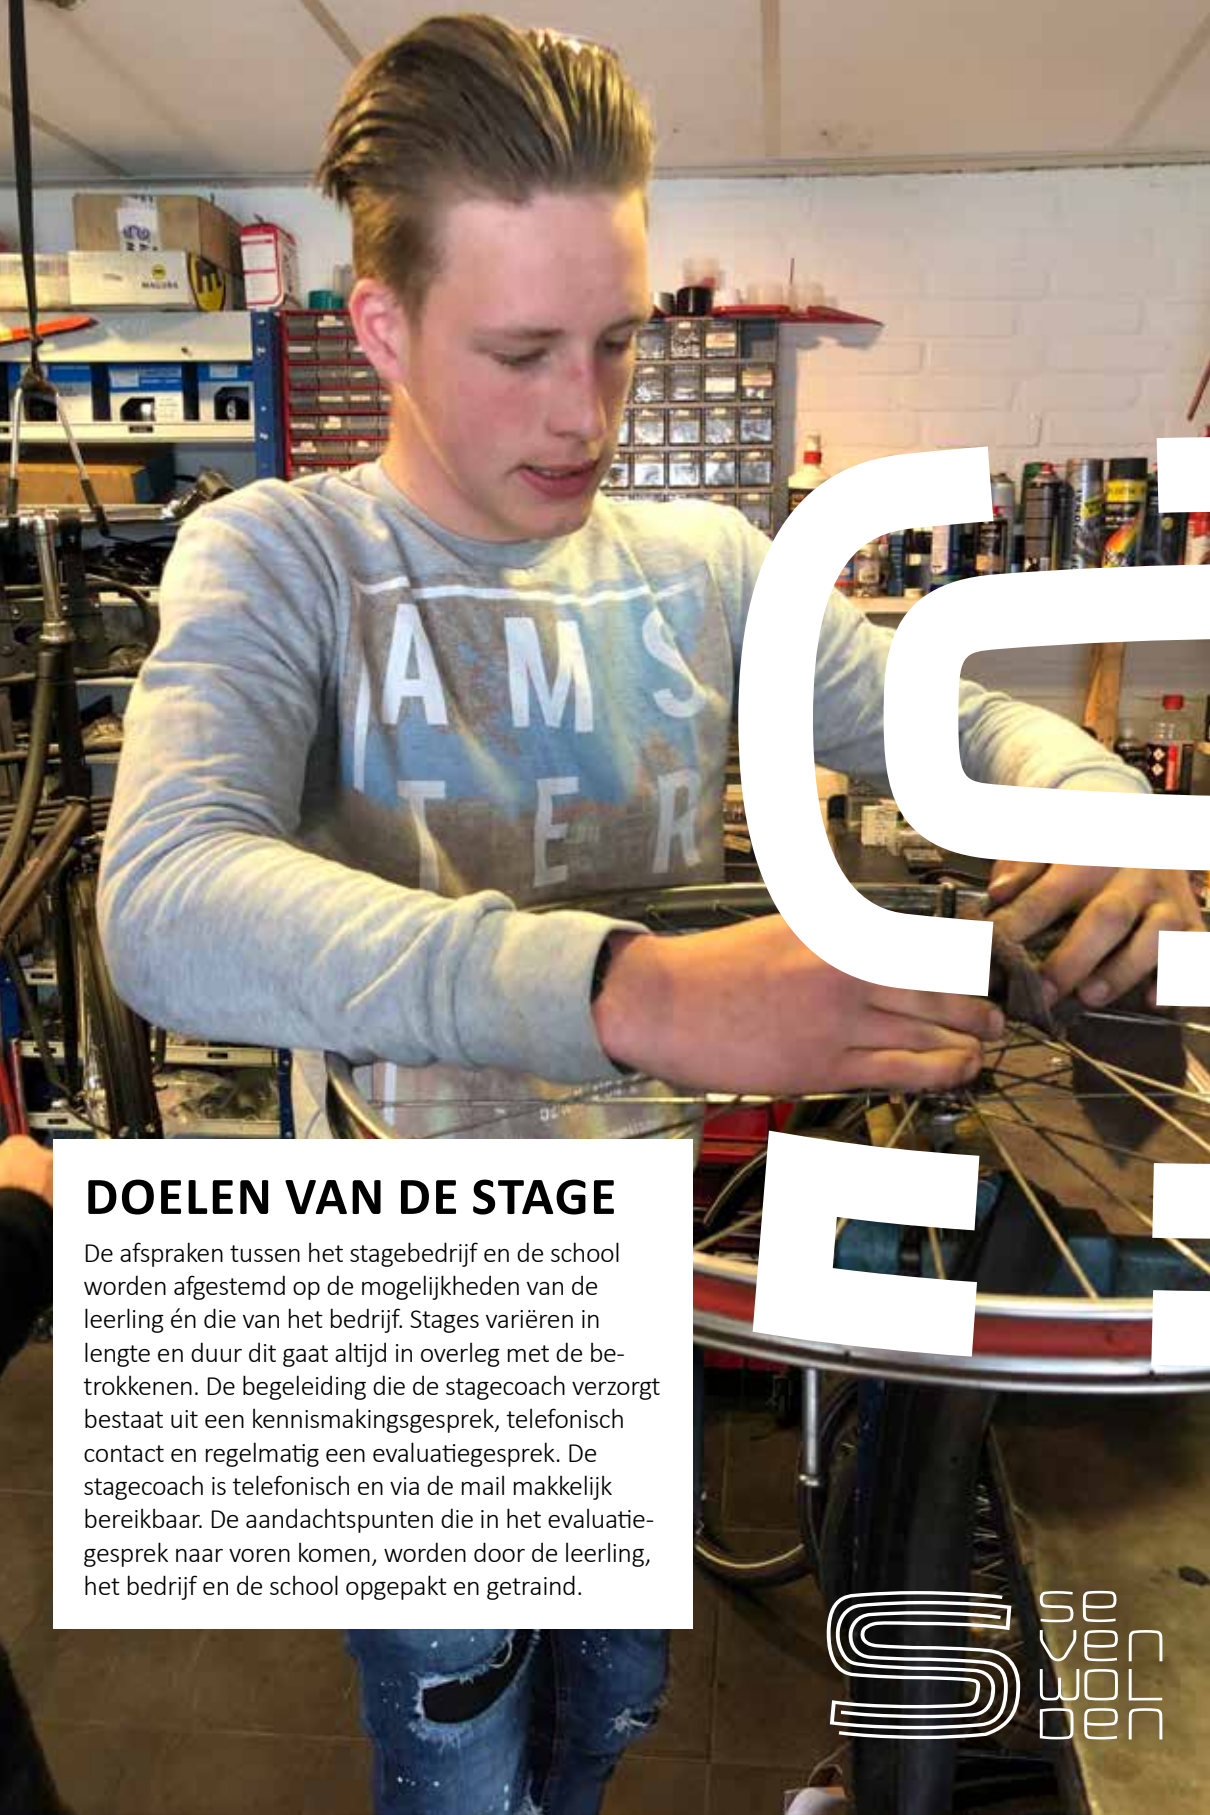 MAGURA
AMS
TER
DOELEN VAN DE STAGE
De afspraken tussen het stagebedrijf en de school
worden afgestemd op de mogelijkheden van de
leerling én die van het bedrijf. Stages variëren in
lengte en duur dit gaat altijd in overleg met de be-
trokkenen. De begeleiding die de stagecoach verzorgt
bestaat uit een kennismakingsgesprek, telefonisch
contact en regelmatig een evaluatiegesprek. De
stagecoach is telefonisch en via de mail makkelijk
bereikbaar. De aandachtspunten die in het evaluatie-
gesprek naar voren komen, worden door de leerling,
het bedrijf en de school opgepakt en getraind.
se
ven
wol
den